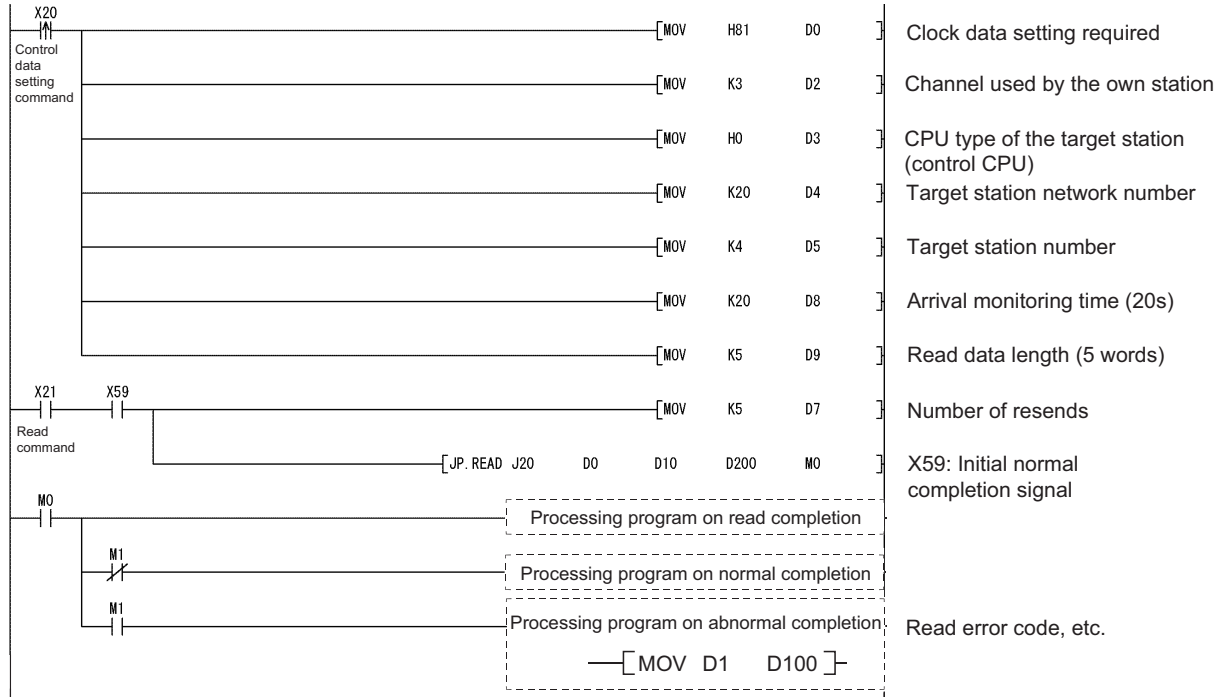 X20
[MOV H81 D0 ] Clock data setting required
Control
data
setting
command
[MOV K3 D2 ] Channel used by the own station
[MOV H0 D3 ] CPU type of the target station
(control CPU)
[MOV K20 D4 ] Target station network number
[MOV K4 D5 ] Target station number
[MOV K20 D8 ] Arrival monitoring time (20s)
[MOV K5 D9 ] Read data length (5 words)
X21 X59
[MOV K5 D7 ] Number of resends
Read
command
[JP.READ J20 D0 D10 D200 M0 ] X59: Initial normal
completion signal
M0
Processing program on read completion
M1
Processing program on normal completion
M1
Processing program on abnormal completion Read error code, etc.
[MOV D1 D100 ]